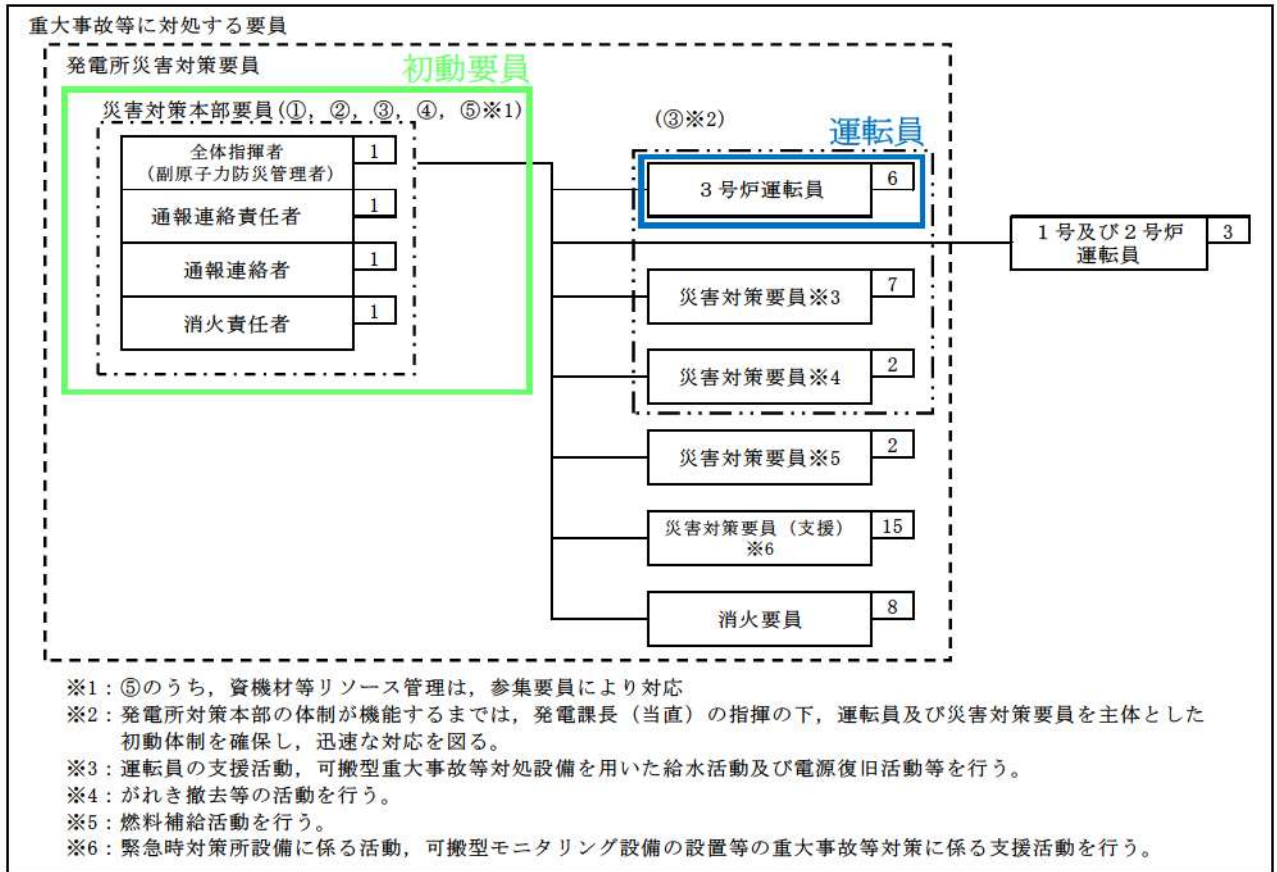 重大事故等に対処する要員
発電所災害対策要員
初動要員
災害対策本部要員(①, ②, ③, ④, ⑤※1)
全体指揮者
(副原子力防災管理者)
1
通報連絡責任者
1
通報連絡者
1
消火責任者
1
(③※2)
運転員
3号炉運転員
6
1号及び2号炉
運転員
3
災害対策要員※3
7
災害対策要員※4
2
災害対策要員※5
2
災害対策要員(支援)
※6
15
消火要員
8
※1:⑤のうち,資機材等リソース管理は,参集要員により対応
※2:発電所対策本部の体制が機能するまでは,発電課長(当直)の指揮の下,運転員及び災害対策要員を主体とした
初動体制を確保し,迅速な対応を図る。
※3:運転員の支援活動,可搬型重大事故等対処設備を用いた給水活動及び電源復旧活動等を行う。
※4:がれき撤去等の活動を行う。
※5:燃料補給活動を行う。
※6:緊急時対策所設備に係る活動,可搬型モニタリング設備の設置等の重大事故等対策に係る支援活動を行う。